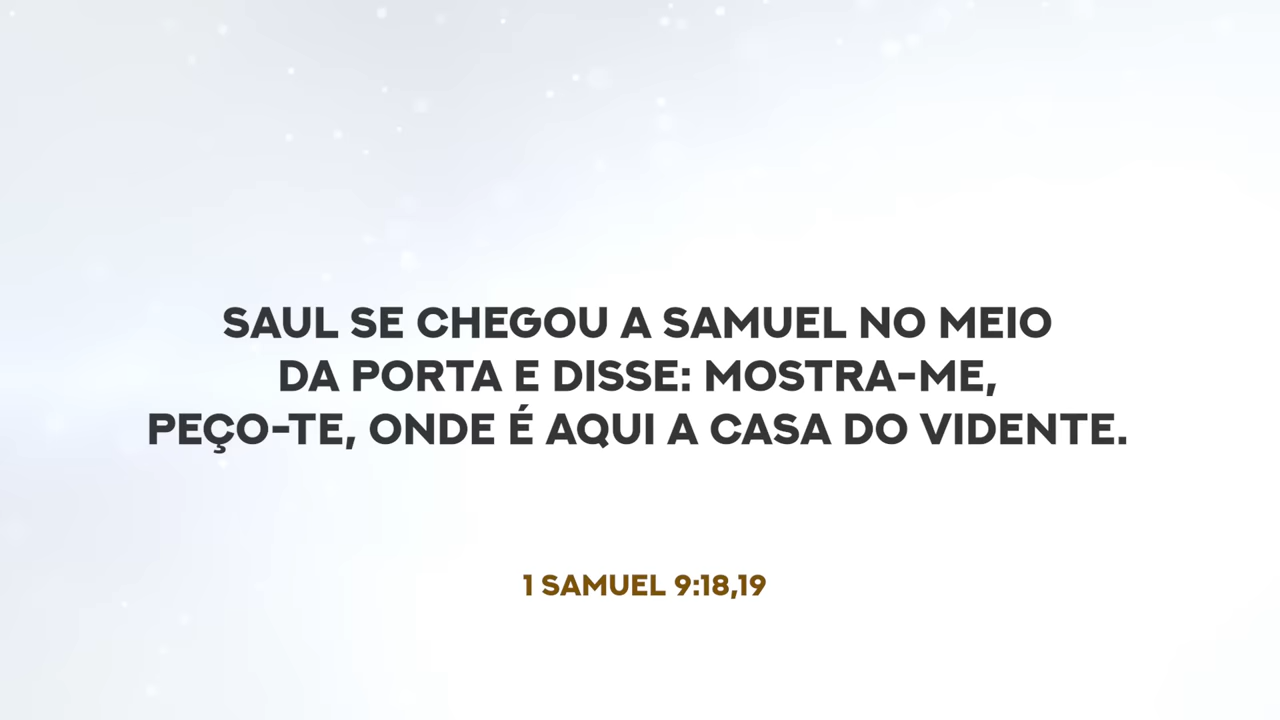 SAUL SE CHEGOU A SAMUEL NO MEIO
DA PORTA E DISSE: MOSTRA-ME,
PEÇO-TE, ONDE É AQUI A CASA DO VIDENTE.
1 SAMUEL 9:18,19